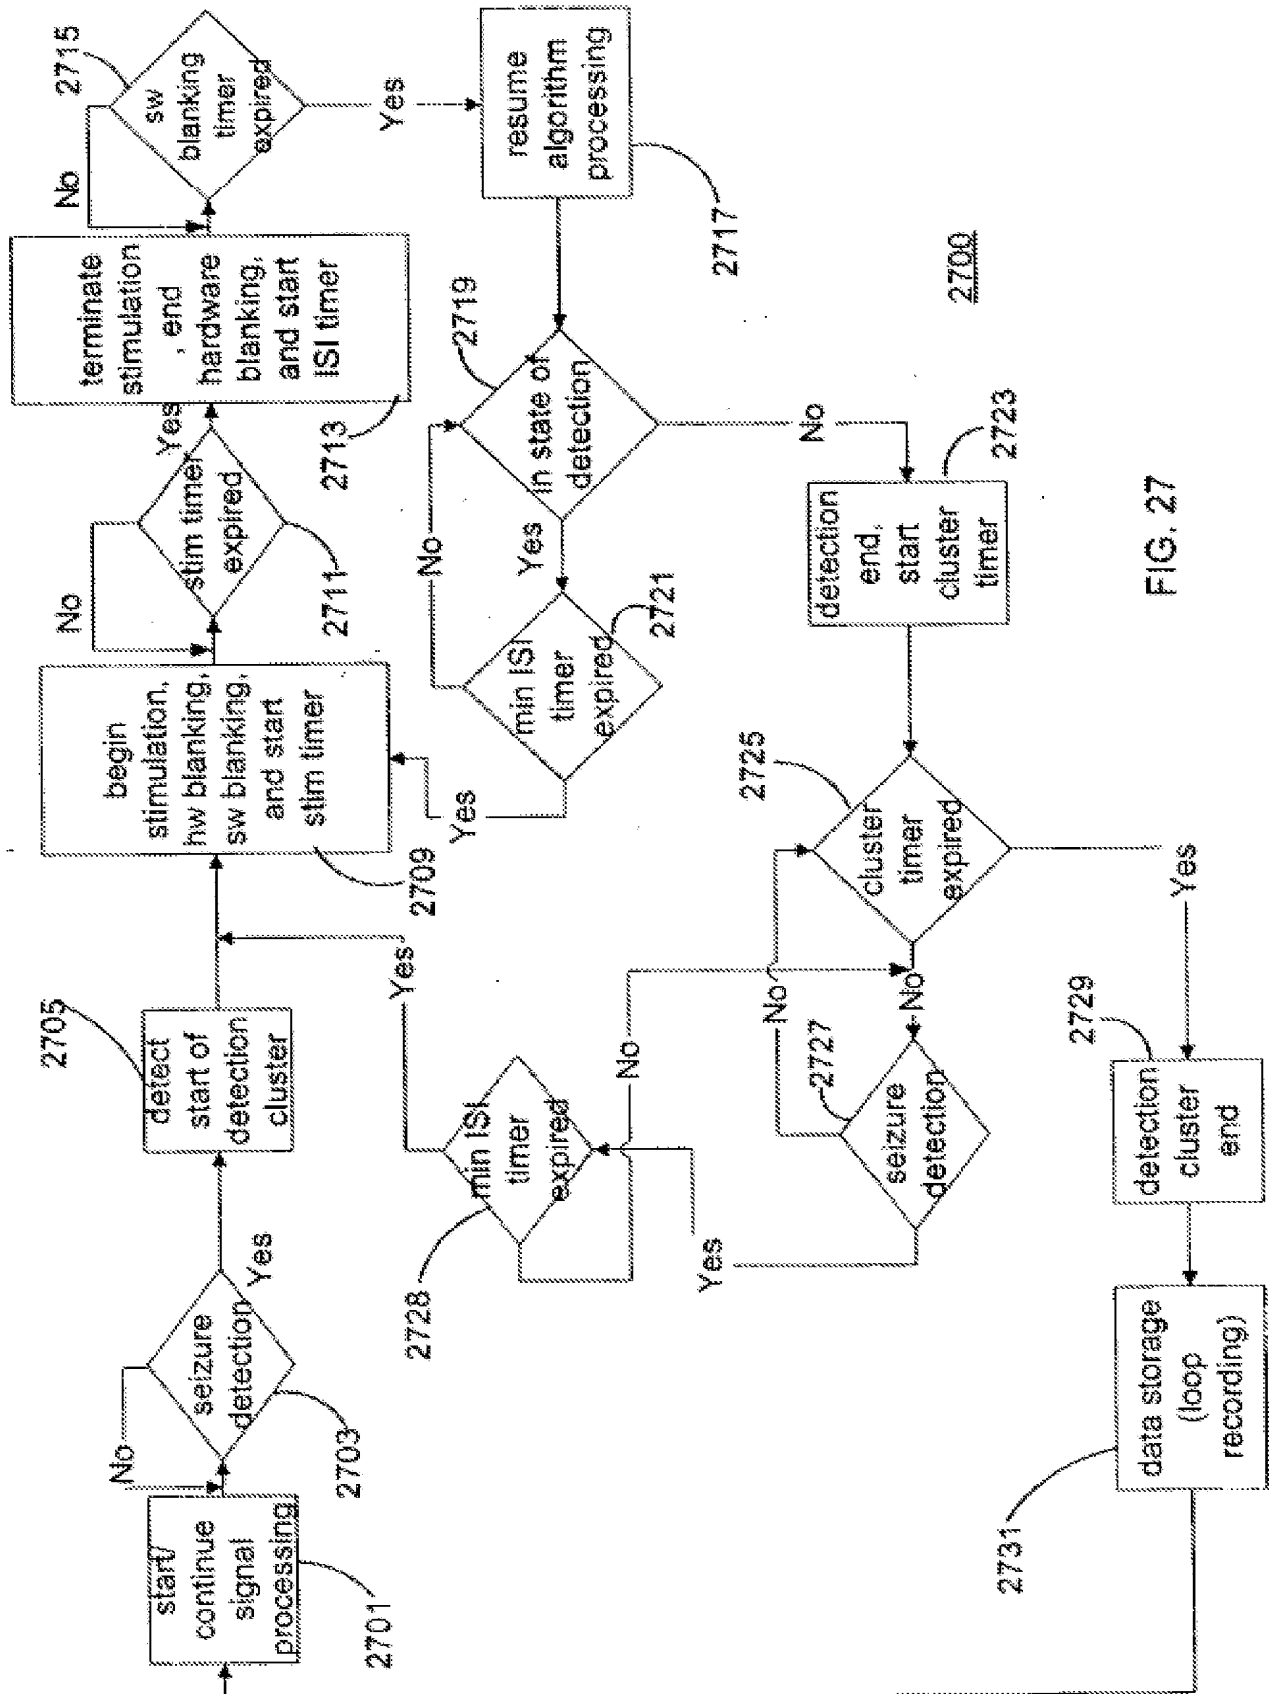 start/
continue
signal
processing
2701
No
seizure
detection
2703
Yes
detect
start of
detection
cluster
2705
begin
stimulation,
hw blanking,
sw blanking,
and start
stim timer
2709
No
stim timer
expired
2711
Yes
terminate
stimulation
, end
hardware
blanking,
and start
ISI timer
2713
No
sw
blanking
timer
expired
2715
Yes
resume
algorithm
processing
2717
in state of
detection
2719
Yes
No
min ISI
timer
expired
2721
No
Yes
detection
end,
start
cluster
timer
2723
cluster
timer
expired
2725
No
Yes
seizure
detection
2727
No
Yes
min ISI
timer
expired
2728
Yes
No
detection
cluster
end
2729
data storage
(loop
recording)
2731
2700
FIG. 27